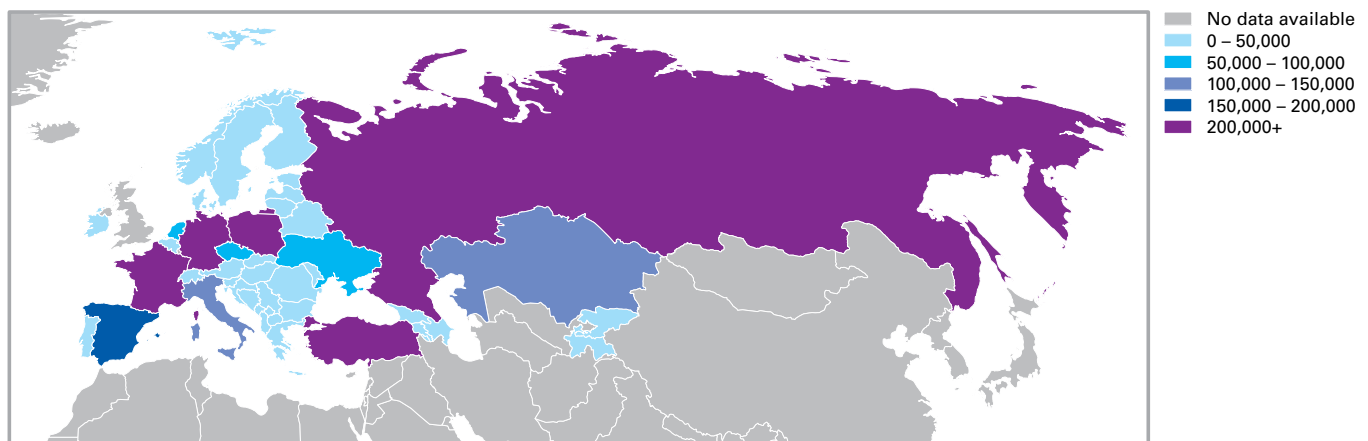 No data available
0 – 50,000
50,000 – 100,000
100,000 – 150,000
150,000 – 200,000
200,000+